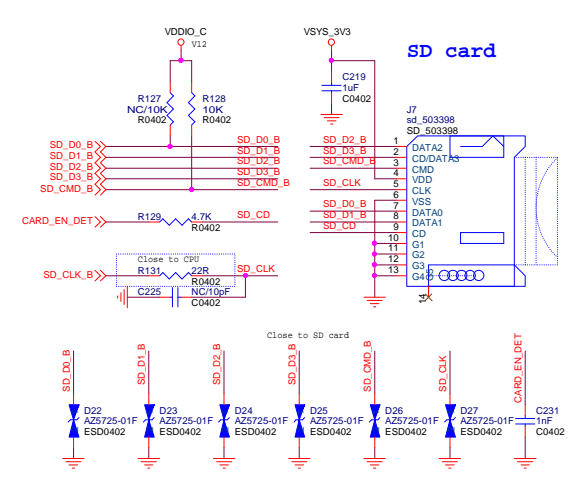 VDDIO_C
V12
VSYS_3V3
SD card
R127
NC/10K
R0402
R128
10K
R0402
C219
1uF
C0402
J7
sd_503398
SD_503398
SD_D0_B
SD_D1_B
SD_D2_B
SD_D3_B
SD_CMD_B
SD_D0_B
SD_D1_B
SD_D2_B
SD_D3_B
SD_CMD_B
SD_D2_B
SD_D3_B
SD_CMD_B
SD_CLK
SD_D0_B
SD_D1_B
SD_CD
1 DATA2
2 CD/DATA3
3 CMD
4 VDD
5 CLK
6 VSS
7 DATA0
8 DATA1
9 CD
10 G1
11 G2
12 G3
13 G4
G5
14
CARD_EN_DET
R129
4.7K
R0402
SD_CD
Close to CPU
SD_CLK_B
R131
22R
R0402
SD_CLK
C225
NC/10pF
C0402
Close to SD card
SD_D0_B
SD_D1_B
SD_D2_B
SD_D3_B
SD_CMD_B
SD_CLK
CARD_EN_DET
D22
AZ5725-01F
ESD0402
D23
AZ5725-01F
ESD0402
D24
AZ5725-01F
ESD0402
D25
AZ5725-01F
ESD0402
D26
AZ5725-01F
ESD0402
D27
AZ5725-01F
ESD0402
C231
1nF
C0402